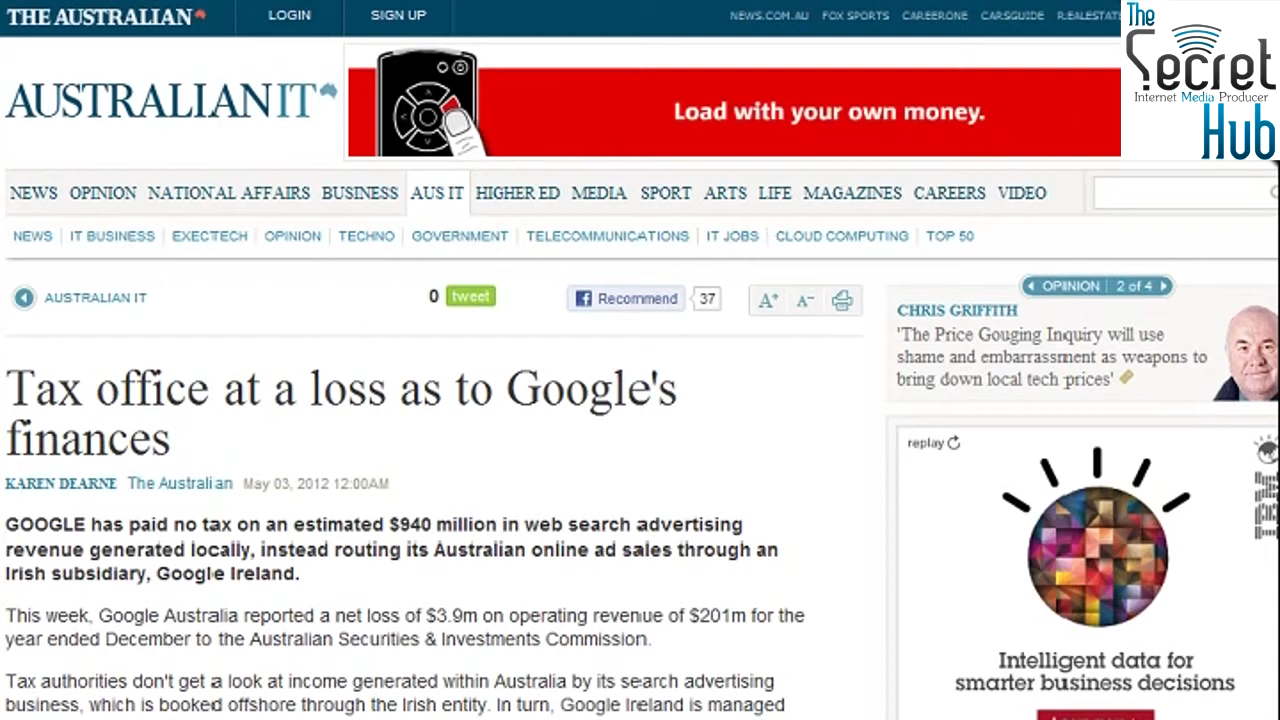 THE AUSTRALIAN LOGIN SIGN UP NEWS.COM.AU FOX SPORTS CAREERONE CARSGUIDE REALESTATE
The Secret Hub
Internet Media Producer
AUSTRALIAN IT
Load with your own money.
NEWS OPINION NATIONAL AFFAIRS BUSINESS AUS IT HIGHER ED MEDIA SPORT ARTS LIFE MAGAZINES CAREERS VIDEO
NEWS IT BUSINESS EXECTECH OPINION TECHNO GOVERNMENT TELECOMMUNICATIONS IT JOBS CLOUD COMPUTING TOP 50
AUSTRALIAN IT 0 tweet Recommend 37 A+ A-
Tax office at a loss as to Google's
finances
KAREN DEARNE The Australian May 03, 2012 12:00AM
GOOGLE has paid no tax on an estimated $940 million in web search advertising
revenue generated locally, instead routing its Australian online ad sales through an
Irish subsidiary, Google Ireland.
This week, Google Australia reported a net loss of $3.9m on operating revenue of $201m for the
year ended December to the Australian Securities & Investments Commission.
Tax authorities don't get a look at income generated within Australia by its search advertising
business, which is booked offshore through the Irish entity. In turn, Google Ireland is managed
OPINION 2 of 4
CHRIS GRIFFITH
'The Price Gouging Inquiry will use
shame and embarrassment as weapons to
bring down local tech prices'
replay
IBM
Intelligent data for
smarter business decisions